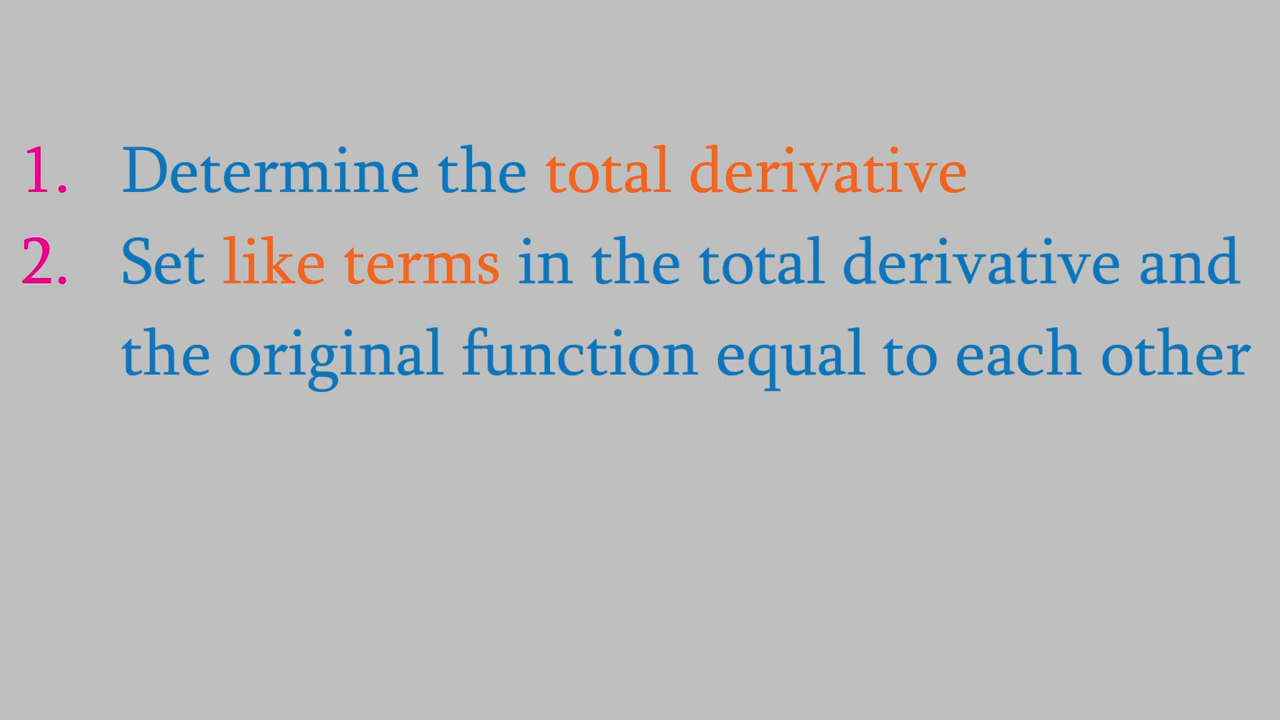 1. Determine the total derivative
2. Set like terms in the total derivative and
the original function equal to each other